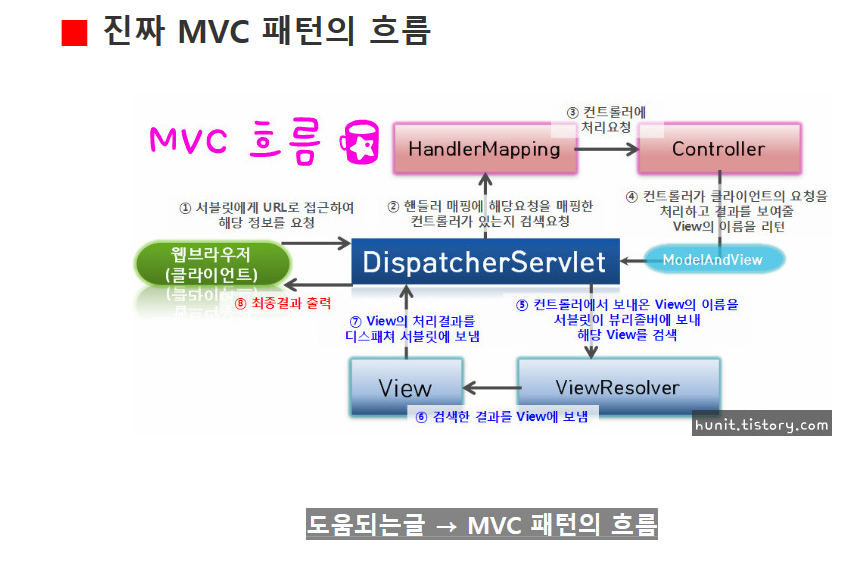 진짜 MVC 패턴의 흐름
MVC 흐름
③ 컨트롤러에
처리요청
HandlerMapping
Controller
① 서블릿에게 URL로 접근하여
해당 정보를 요청
② 핸들러 매핑에 해당요청을 매핑한
컨트롤러가 있는지 검색요청
④ 컨트롤러가 클라이언트의 요청을
처리하고 결과를 보여줄
View의 이름을 리턴
웹브라우저
(클라이언트)
DispatcherServlet
ModelAndView
⑧ 최종결과 출력
⑦ View의 처리결과를
디스패처 서블릿에 보냄
⑤ 컨트롤러에서 보내온 View의 이름을
서블릿이 뷰리졸버에 보내
해당 View를 검색
View
ViewResolver
⑥ 검색한 결과를 View에 보냄
hunit.tistory.com
도움되는글 → MVC 패턴의 흐름